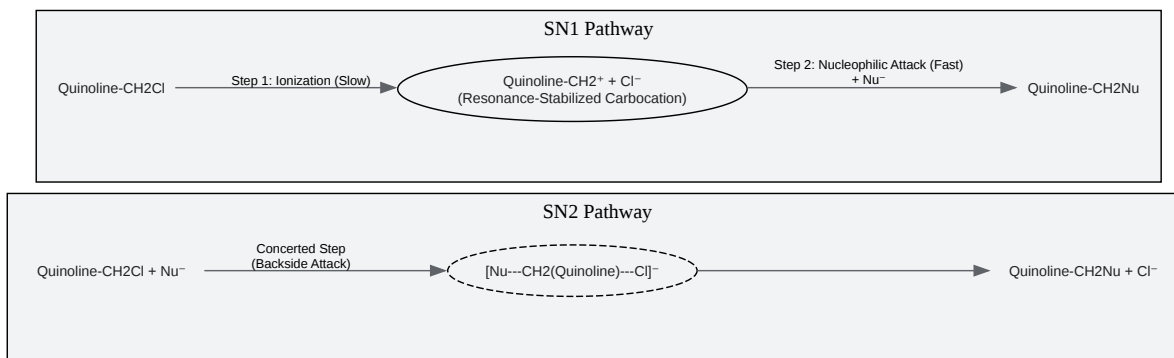 SN1 Pathway
Quinoline-CH2Cl
Step 1: Ionization (Slow)
Quinoline-CH2⁺ + Cl⁻
(Resonance-Stabilized Carbocation)
Step 2: Nucleophilic Attack (Fast)
+ Nu⁻
Quinoline-CH2Nu
SN2 Pathway
Quinoline-CH2Cl + Nu⁻
Concerted Step
(Backside Attack)
[Nu---CH2(Quinoline)---Cl]⁻
Quinoline-CH2Nu + Cl⁻